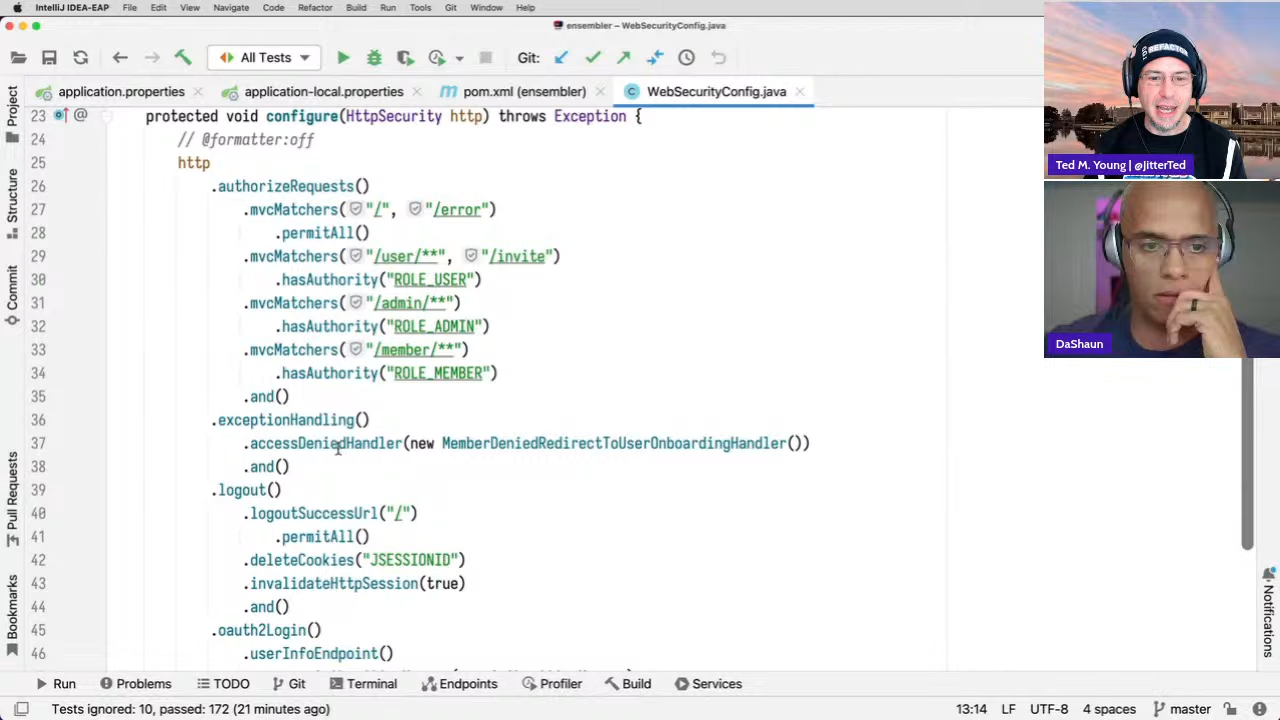 IntelliJ IDEA-EAP File Edit View Navigate Code Refactor Build Run Tools Git Window Help
ensembler – WebSecurityConfig.java
All Tests Git:
application.properties application-local.properties pom.xml (ensembler) WebSecurityConfig.java
23 protected void configure(HttpSecurity http) throws Exception {
24 // @formatter:off
25 http
26 .authorizeRequests()
27 .mvcMatchers("/", "/error")
28 .permitAll()
29 .mvcMatchers("/user/**", "/invite")
30 .hasAuthority("ROLE_USER")
31 .mvcMatchers("/admin/**")
32 .hasAuthority("ROLE_ADMIN")
33 .mvcMatchers("/member/**")
34 .hasAuthority("ROLE_MEMBER")
35 .and()
36 .exceptionHandling()
37 .accessDeniedHandler(new MemberDeniedRedirectToUserOnboardingHandler())
38 .and()
39 .logout()
40 .logoutSuccessUrl("/")
41 .permitAll()
42 .deleteCookies("JSESSIONID")
43 .invalidateHttpSession(true)
44 .and()
45 .oauth2Login()
46 .userInfoEndpoint()
Project
Structure
Commit
Pull Requests
Bookmarks
Notifications
REFACTOR
Ted M. Young | @JitterTed
DaShaun
Run Problems TODO Git Terminal Endpoints Profiler Build Services
Tests ignored: 10, passed: 172 (21 minutes ago) 13:14 LF UTF-8 4 spaces master